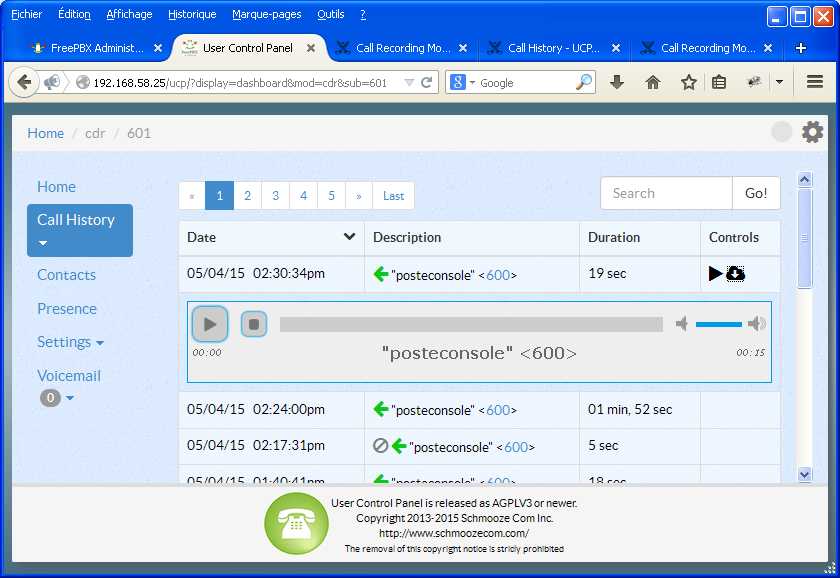 Fichier Édition Affichage Historique Marque-pages Outils ?
FreePBX Administ... × User Control Panel × Call Recording Mo... × Call History - UCP... × Call Recording Mo... × +
192.168.58.25/ucp/?display=dashboard&mod=cdr&sub=601 8 Google
Home / cdr / 601
Home
Call History
Contacts
Presence
Settings
Voicemail
0
« 1 2 3 4 5 » Last
Search Go!
Date Description Duration Controls
05/04/15 02:30:34pm "posteconsole" <600> 19 sec
00:00 "posteconsole" <600> 00:15
05/04/15 02:24:00pm "posteconsole" <600> 01 min, 52 sec
05/04/15 02:17:31pm "posteconsole" <600> 5 sec
05/04/15 01:40:41pm "posteconsole" <600> 18 sec
User Control Panel is released as AGPLV3 or newer.
Copyright 2013-2015 Schmooze Com Inc.
http://www.schmoozecom.com/
The removal of this copyright notice is stricly prohibited